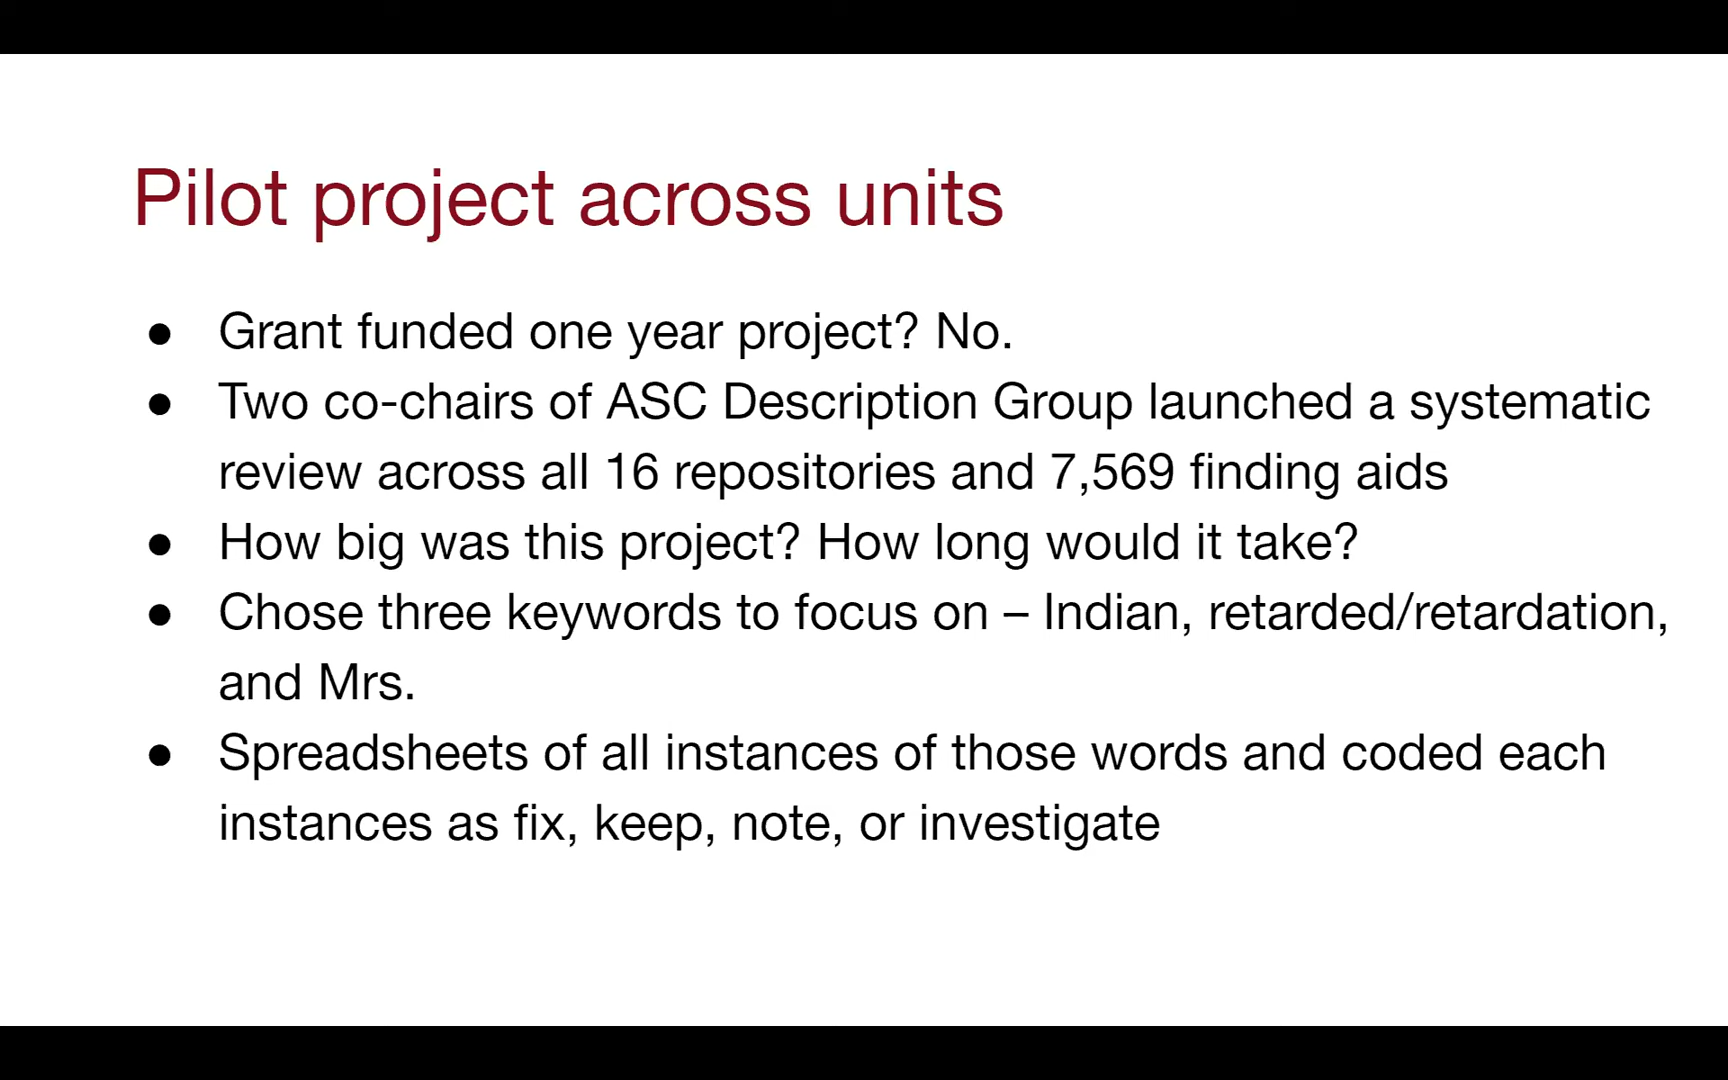 Pilot project across units
● Grant funded one year project? No.
● Two co-chairs of ASC Description Group launched a systematic
review across all 16 repositories and 7,569 finding aids
● How big was this project? How long would it take?
● Chose three keywords to focus on – Indian, retarded/retardation,
and Mrs.
● Spreadsheets of all instances of those words and coded each
instances as fix, keep, note, or investigate